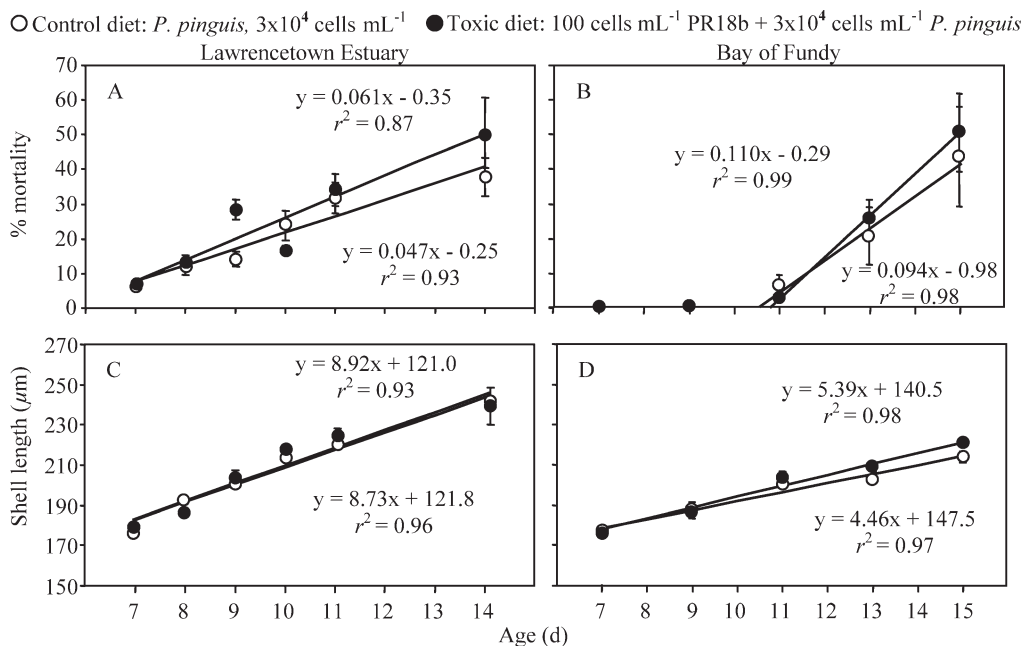 ○ Control diet: P. pinguis, 3x10⁴ cells mL⁻¹ ● Toxic diet: 100 cells mL⁻¹ PR18b + 3x10⁴ cells mL⁻¹ P. pinguis
Lawrencetown Estuary Bay of Fundy
% mortality
70
60
50
40
30
20
10
0
A
y = 0.061x - 0.35
r² = 0.87
y = 0.047x - 0.25
r² = 0.93
B
y = 0.110x - 0.29
r² = 0.99
y = 0.094x - 0.98
r² = 0.98
Shell length (µm)
270
250
230
210
190
170
150
C
y = 8.92x + 121.0
r² = 0.93
y = 8.73x + 121.8
r² = 0.96
D
y = 5.39x + 140.5
r² = 0.98
y = 4.46x + 147.5
r² = 0.97
7 8 9 10 11 12 13 14
7 8 9 10 11 12 13 14 15
Age (d)